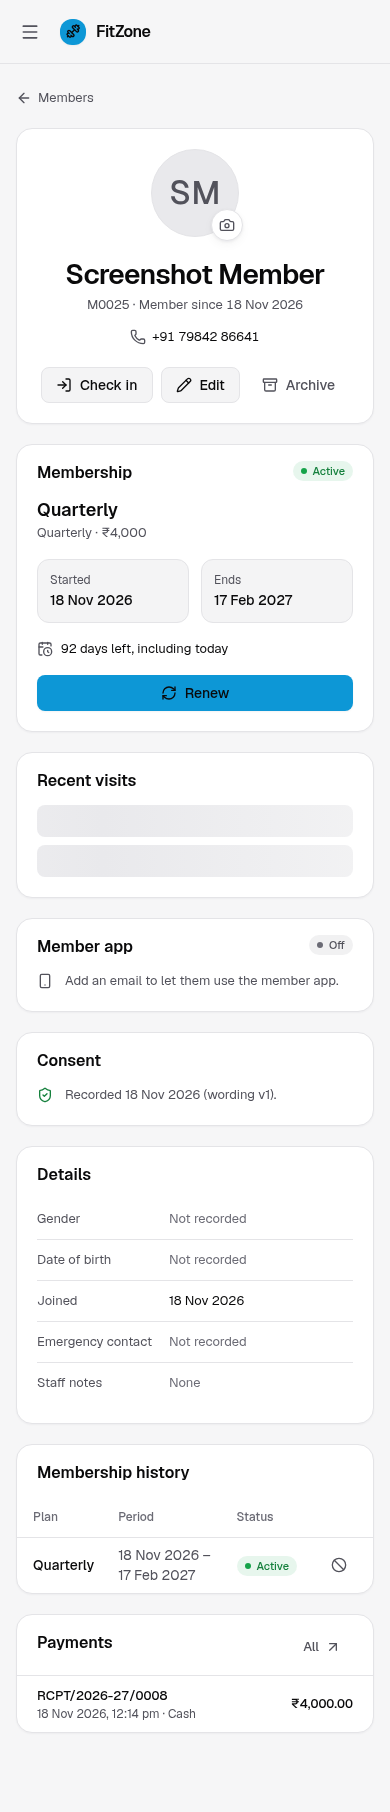 FitZone
Members
SM
Screenshot Member
M0025 · Member since 18 Nov 2026
+91 79842 86641
Check in
Edit
Archive
Membership
Active
Quarterly
Quarterly · ₹4,000
Started
Ends
18 Nov 2026
17 Feb 2027
92 days left, including today
Renew
Recent visits
Member app
Off
Add an email to let them use the member app.
Consent
Recorded 18 Nov 2026 (wording v1).
Details
Gender
Not recorded
Date of birth
Not recorded
Joined
18 Nov 2026
Emergency contact
Not recorded
Staff notes
None
Membership history
Plan
Period
Status
Quarterly
18 Nov 2026 –
17 Feb 2027
Active
Payments
All
RCPT/2026-27/0008
18 Nov 2026, 12:14 pm · Cash
₹4,000.00